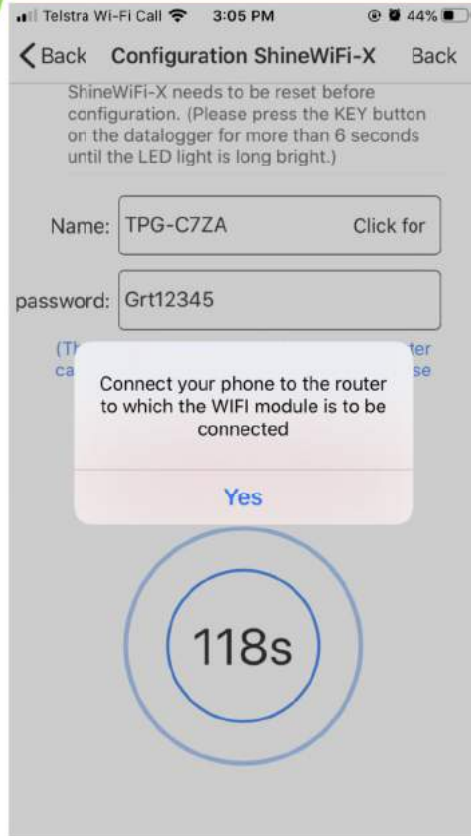 Telstra Wi-Fi Call 3:05 PM 44%
Back Configuration ShineWiFi-X Back
ShineWiFi-X needs to be reset before
configuration. (Please press the KEY button
on the datalogger for more than 6 seconds
until the LED light is long bright.)
Name: TPG-C7ZA Click for
password: Grt12345
Connect your phone to the router
to which the WIFI module is to be
connected
Yes
118s